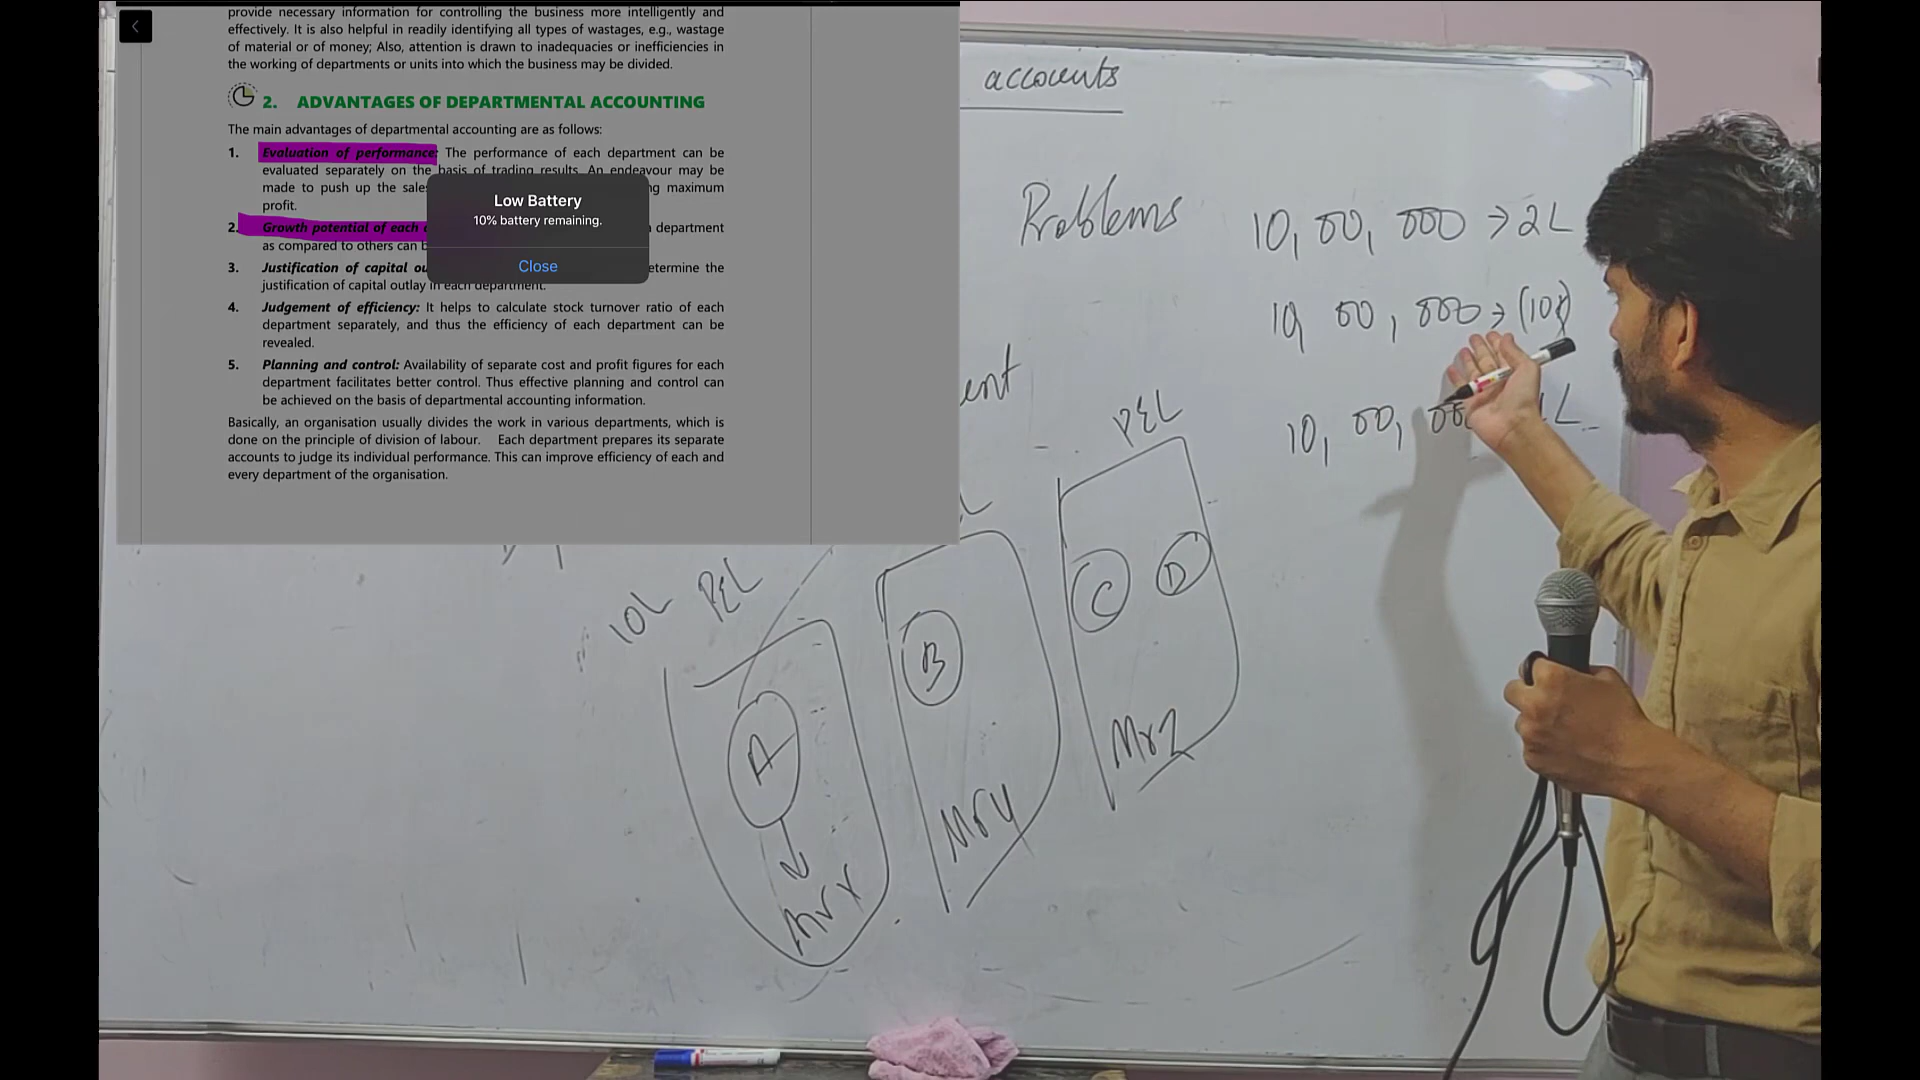 provide necessary information for controlling the business more intelligently and
effectively. It is also helpful in readily identifying all types of wastages, e.g., wastage
of material or of money; Also, attention is drawn to inadequacies or inefficiencies in
the working of departments or units into which the business may be divided.
2. ADVANTAGES OF DEPARTMENTAL ACCOUNTING
The main advantages of departmental accounting are as follows:
1. Evaluation of performance: The performance of each department can be
evaluated separately on the basis of trading results. An endeavour may be
made to push up the sales maximum
profit.
2. Growth potential of each department
as compared to others can b
3. Justification of capital ou etermine the
justification of capital outlay in each department.
4. Judgement of efficiency: It helps to calculate stock turnover ratio of each
department separately, and thus the efficiency of each department can be
revealed.
5. Planning and control: Availability of separate cost and profit figures for each
department facilitates better control. Thus effective planning and control can
be achieved on the basis of departmental accounting information.
Basically, an organisation usually divides the work in various departments, which is
done on the principle of division of labour. Each department prepares its separate
accounts to judge its individual performance. This can improve efficiency of each and
every department of the organisation.
Low Battery
10% battery remaining.
Close
accounts
Problems
10,00,000 → 2L
10,00,000 →
10,00,
ent
P&L
10L P&L
A
B
C
D
Mr X
Mr Y
Mr Z